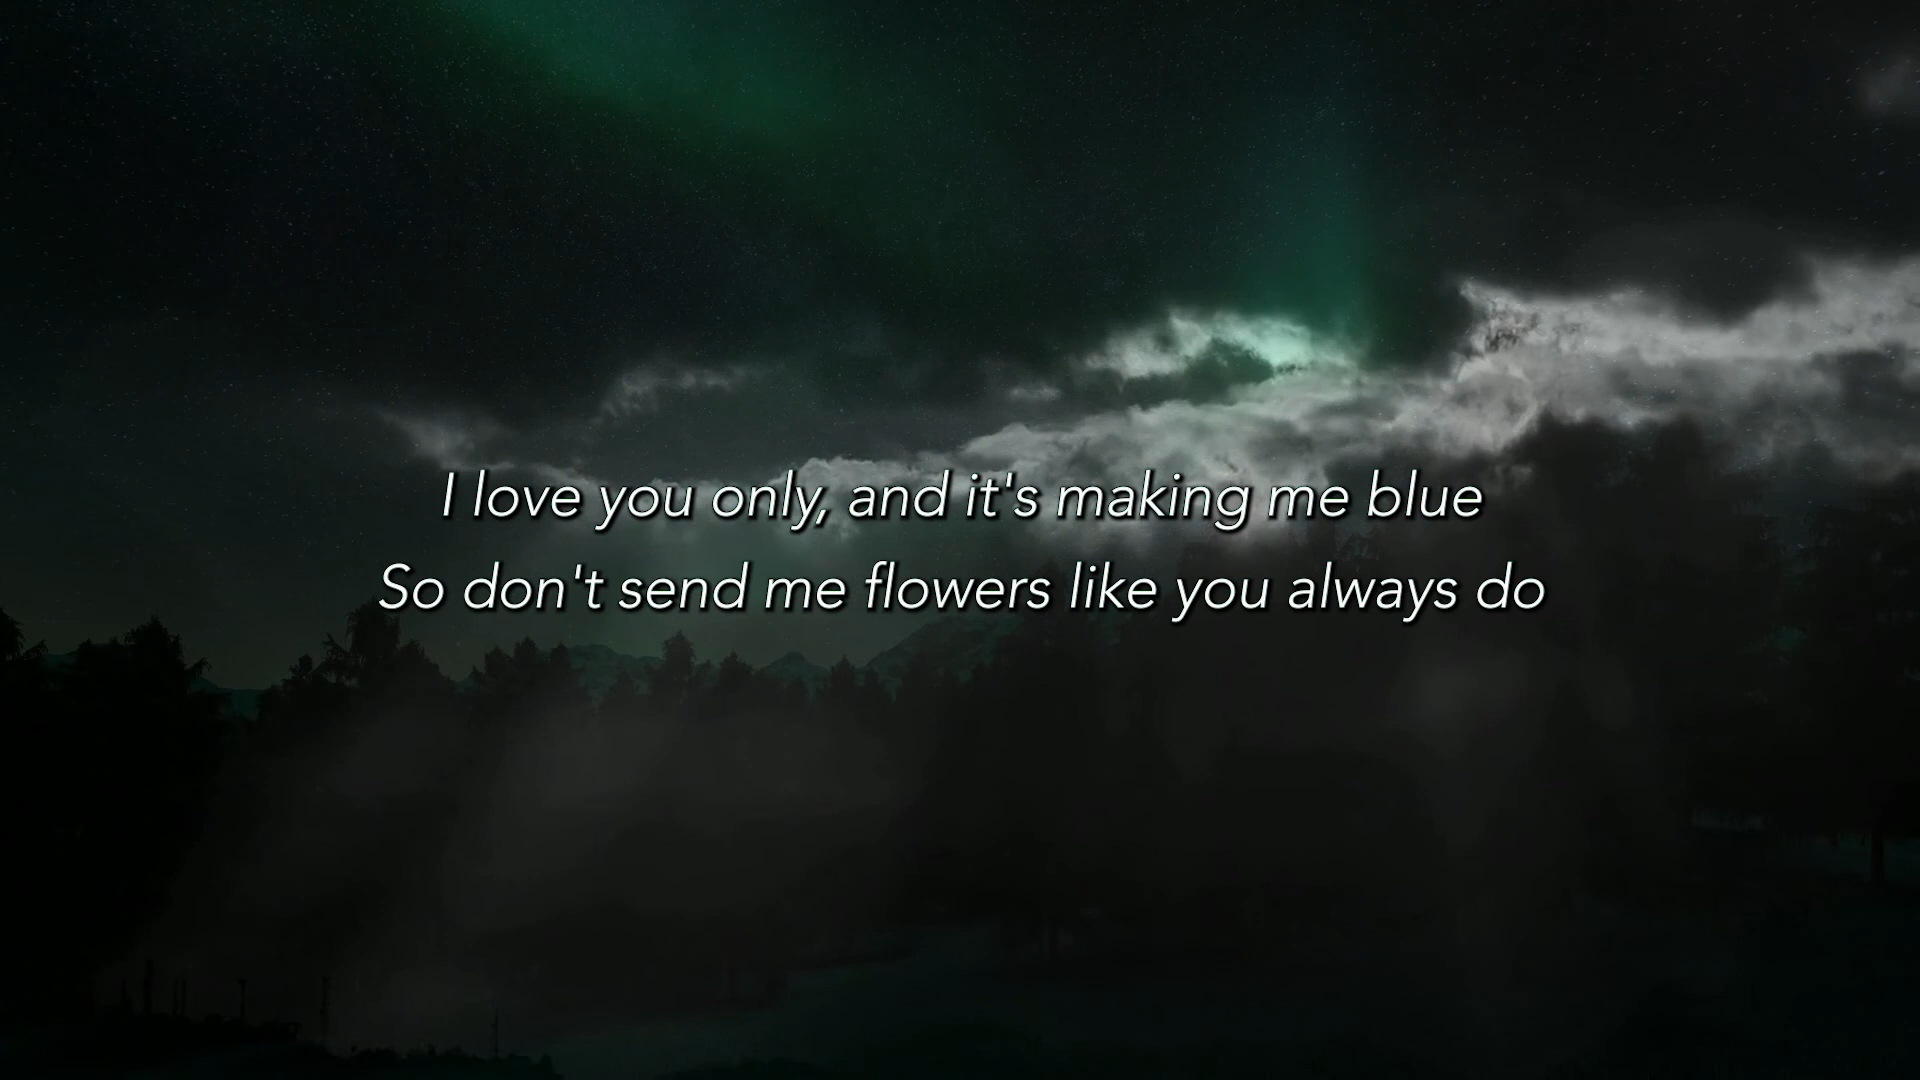 I love you only, and it's making me blue
So don't send me flowers like you always do